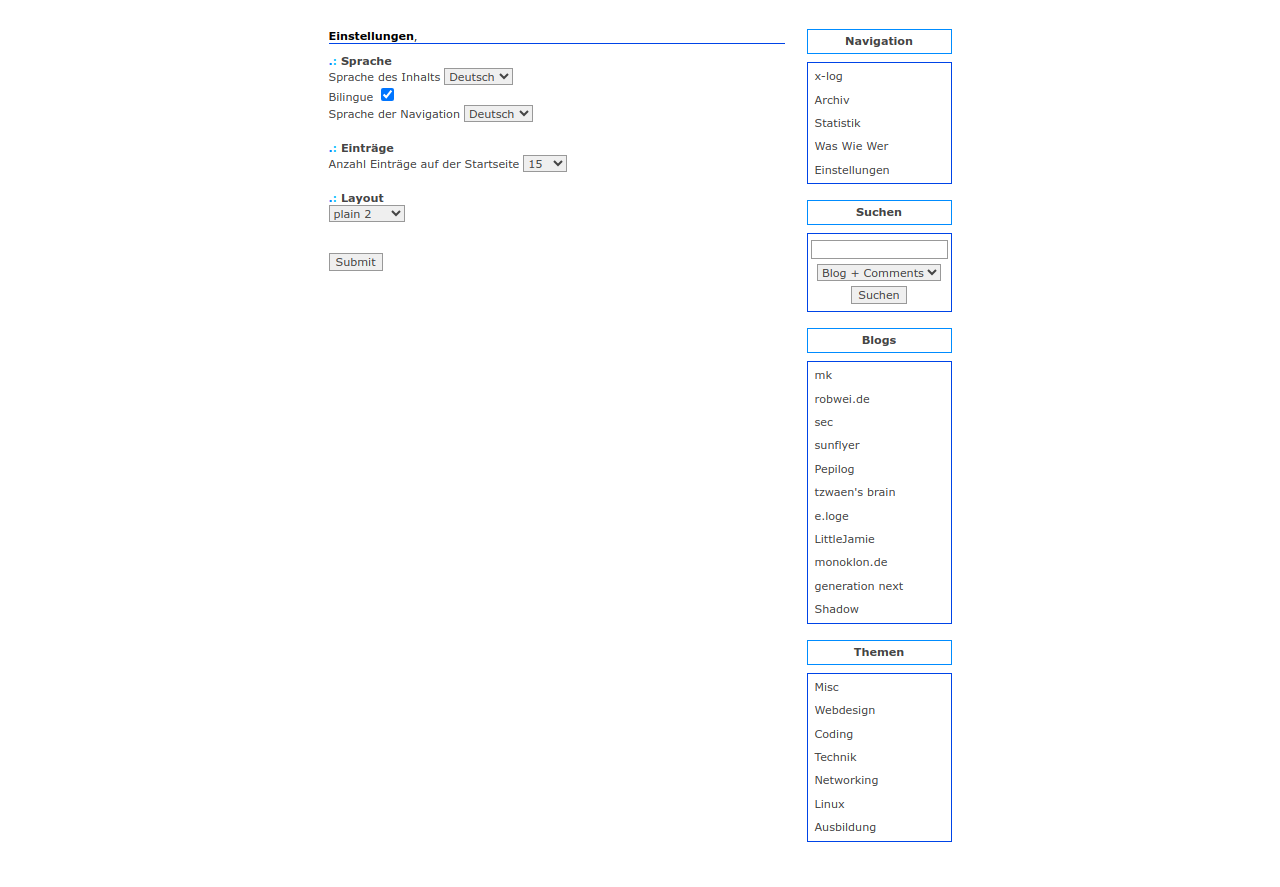 Einstellungen,
.: Sprache
Sprache des Inhalts Deutsch
Bilingue
Sprache der Navigation Deutsch
.: Einträge
Anzahl Einträge auf der Startseite 15
.: Layout
plain 2
Submit
Navigation
x-log
Archiv
Statistik
Was Wie Wer
Einstellungen
Suchen
Blog + Comments
Suchen
Blogs
mk
robwei.de
sec
sunflyer
Pepilog
tzwaen's brain
e.loge
LittleJamie
monoklon.de
generation next
Shadow
Themen
Misc
Webdesign
Coding
Technik
Networking
Linux
Ausbildung